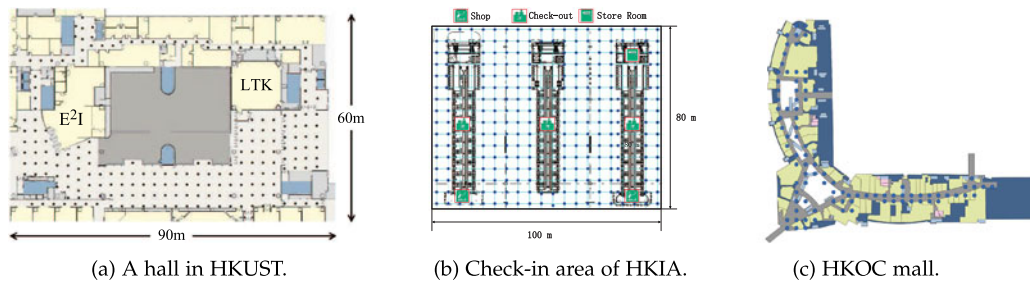 E²I
LTK
60m
90m
(a) A hall in HKUST.
Shop Check-out Store Room
80 m
100 m
(b) Check-in area of HKIA.
(c) HKOC mall.